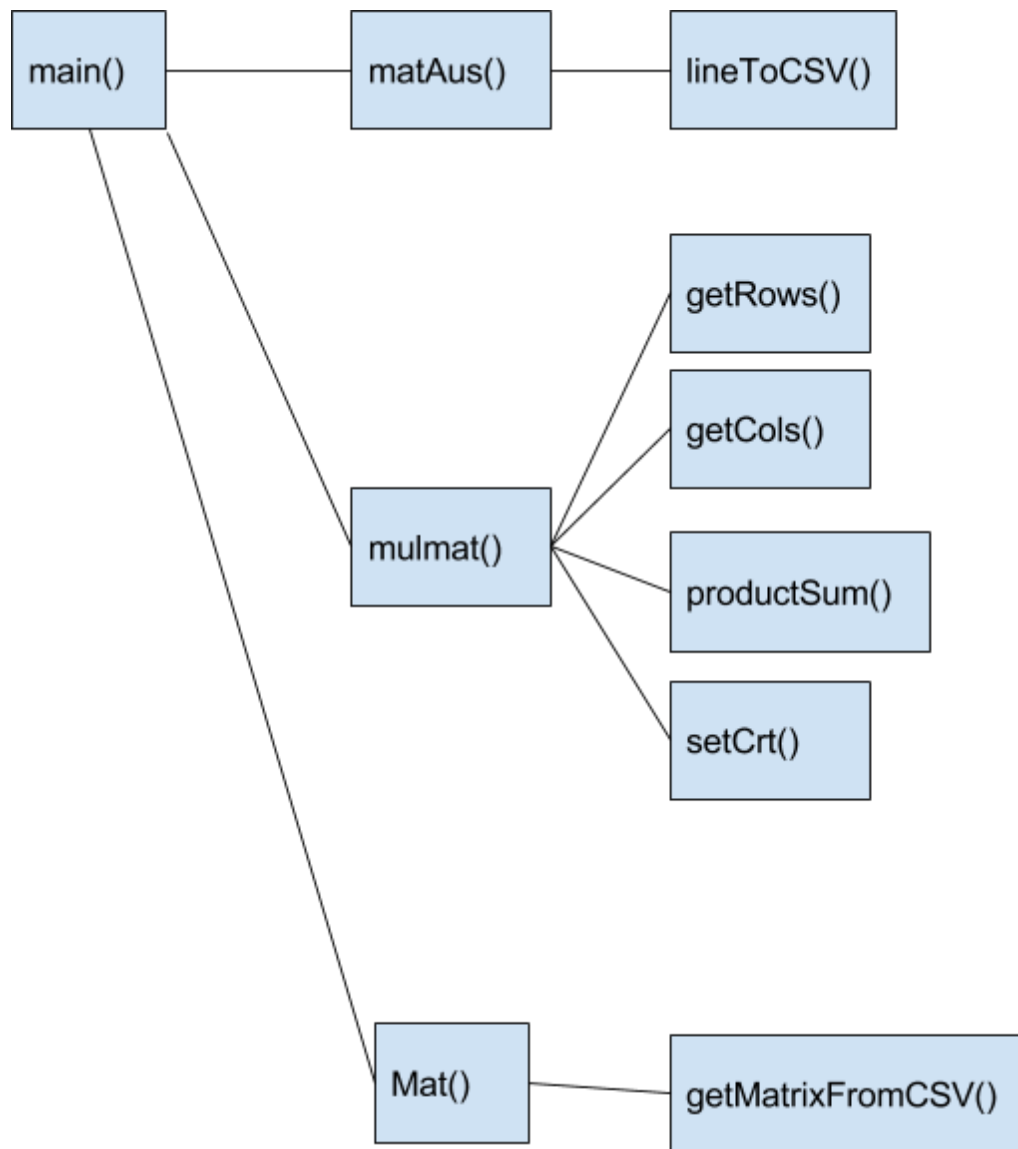 main()
matAus()
lineToCSV()
getRows()
getCols()
mulmat()
productSum()
setCrt()
Mat()
getMatrixFromCSV()